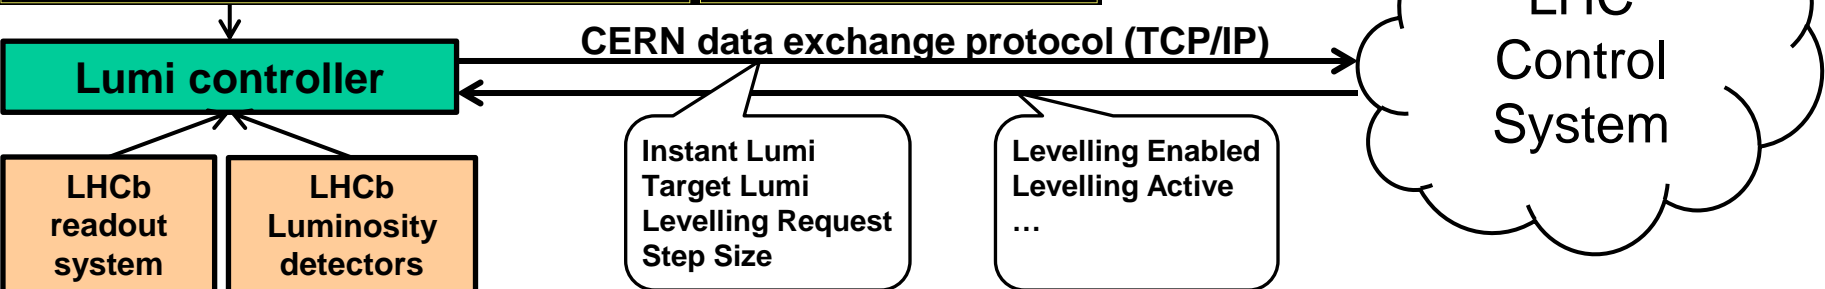 CERN data exchange protocol (TCP/IP)
Lumi controller
LHC
Control
System
Instant Lumi
Target Lumi
Levelling Request
Step Size
Levelling Enabled
Levelling Active
…
LHCb
readout
system
LHCb
Luminosity
detectors